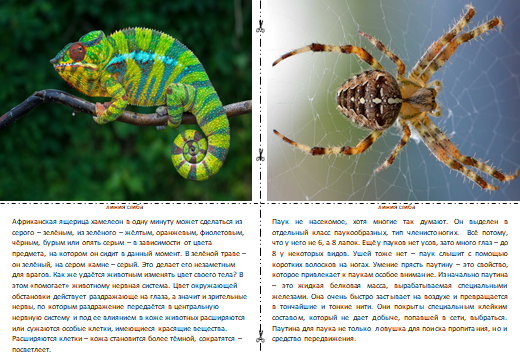 линия сгиба
Африканская ящерица хамелеон в одну минуту может сделаться из
серого – зелёным, из зелёного – жёлтым, оранжевым, фиолетовым,
чёрным, бурым или опять серым – в зависимости от цвета
предмета, на котором он сидит в данный момент. В зелёной траве –
он зелёный, на сером камне – серый. Это делает его незаметным
для врагов. Как же удаётся животным изменять цвет своего тела? В
этом «помогает» животному нервная система. Цвет окружающей
обстановки действует раздражающе на глаза, а значит и зрительные
нервы, по которым раздражение передаётся в центральную
нервную систему и под ее влиянием в коже животных расширяются
или сужаются особые клетки, имеющиеся красящие вещества.
Расширяются клетки – кожа становится более тёмной, сократятся –
посветлеет.
линия сгиба
Паук не насекомое, хотя многие так думают. Он выделен в
отдельный класс паукообразных, тип членистоногих. Всё потому,
что у него не 6, а 8 лапок. Ещё у пауков нет усов, зато много глаз – до
8 у некоторых видов. Ушей тоже нет – паук слышит с помощью
коротких волосков на ногах. Умение прясть паутину – это свойство,
которое привлекает к паукам особое внимание. Изначально паутина
– это жидкая белковая масса, вырабатываемая специальными
железами. Она очень быстро застывает на воздухе и превращается
в тончайшие и тонкие нити. Они покрыты специальным клейким
составом, который не дает добыче, попавшей в сеть, выбраться.
Паутина для паука не только ловушка для поиска пропитания, но и
средство передвижения.